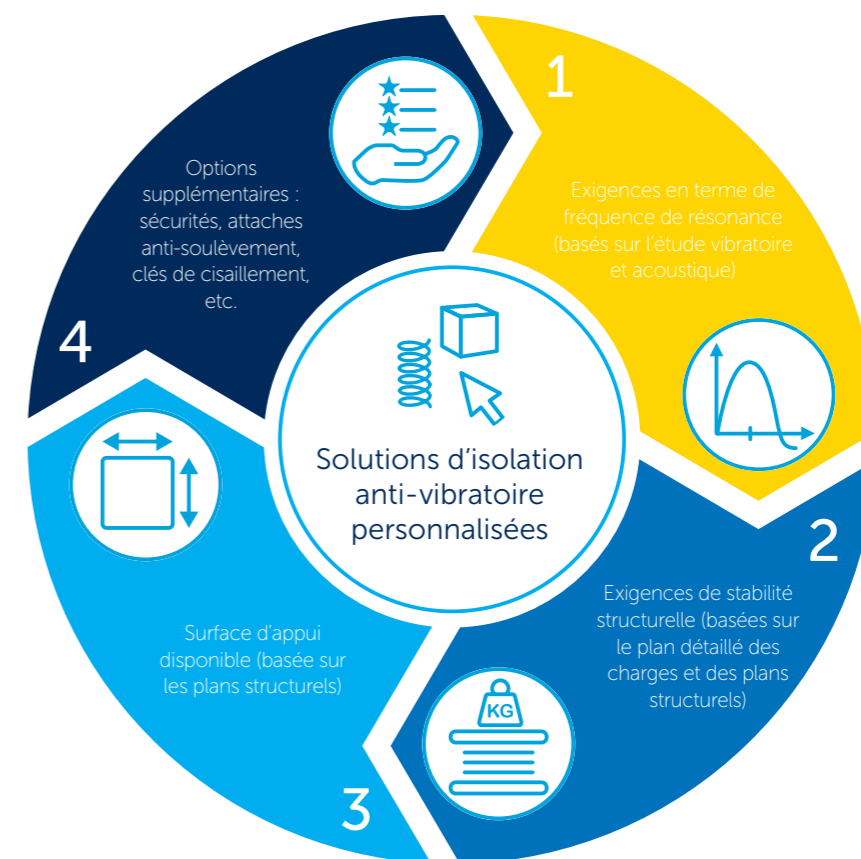 1
Exigences en terme de
fréquence de résonance
(basés sur l'étude vibratoire
et acoustique)
2
Exigences de stabilité
structurelle (basées sur
le plan détaillé des
charges et des plans
structurels)
KG
3
Surface d'appui
disponible (basée sur
les plans structurels)
4
Options
supplémentaires :
sécurités, attaches
anti-soulèvement,
clés de cisaillement,
etc.
Solutions d'isolation
anti-vibratoire
personnalisées